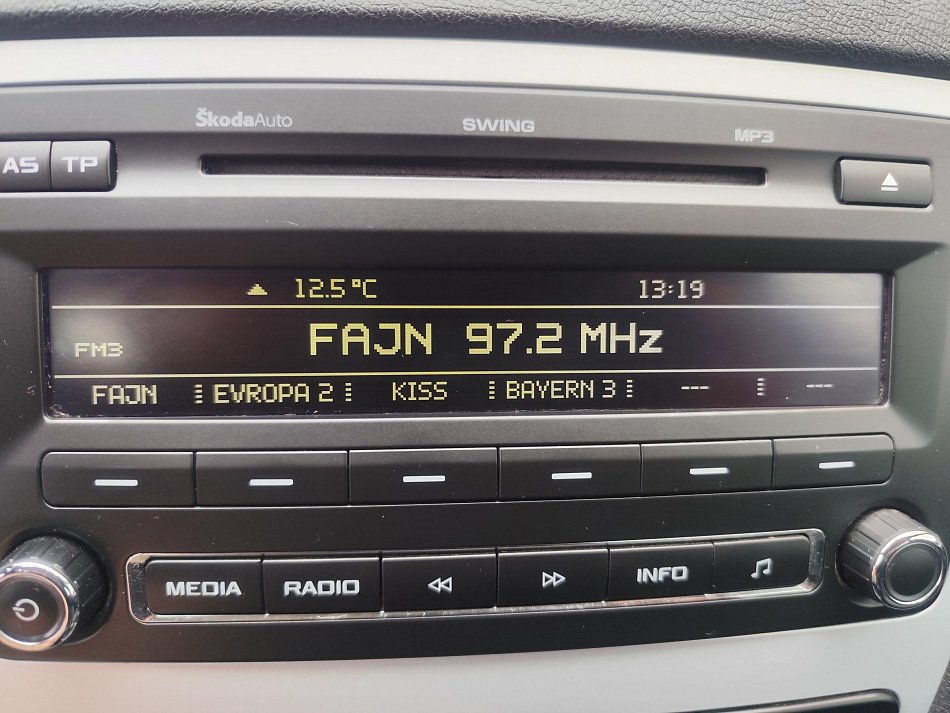 ŠkodaAuto SWING MP3
AS TP
12.5°C 13:19
FM3 FAJN 97.2 MHz
FAJN EVROPA 2 KISS BAYERN 3 --- ---
MEDIA RADIO INFO